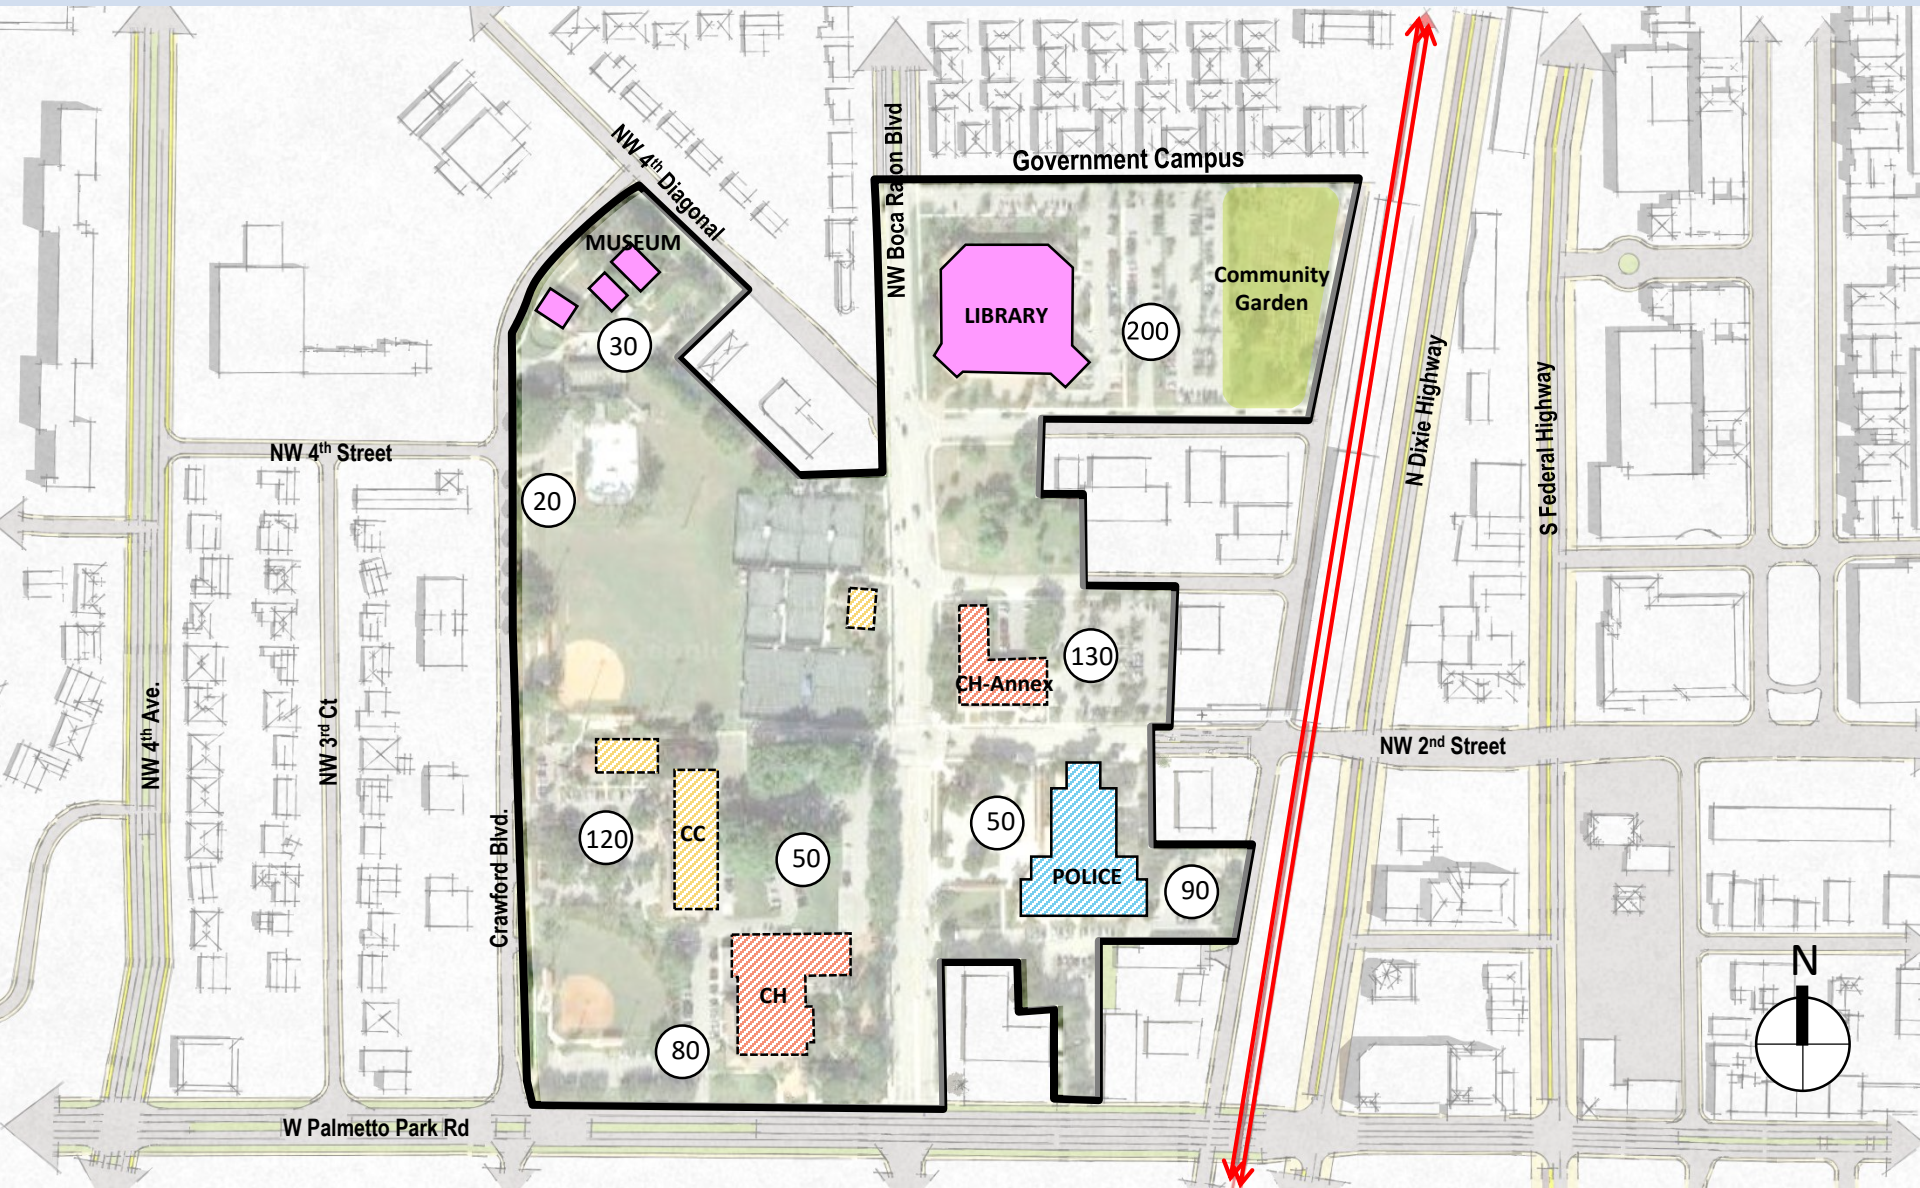 Government Campus
NW 4th Diagonal
NW Boca Raton Blvd
MUSEUM
LIBRARY
Community
Garden
30
200
N Dixie Highway
S Federal Highway
NW 4th Street
20
130
CH-Annex
NW 4th Ave.
NW 3rd Ct
Crawford Blvd.
NW 2nd Street
120
CC
50
50
POLICE
90
CH
80
N
W Palmetto Park Rd